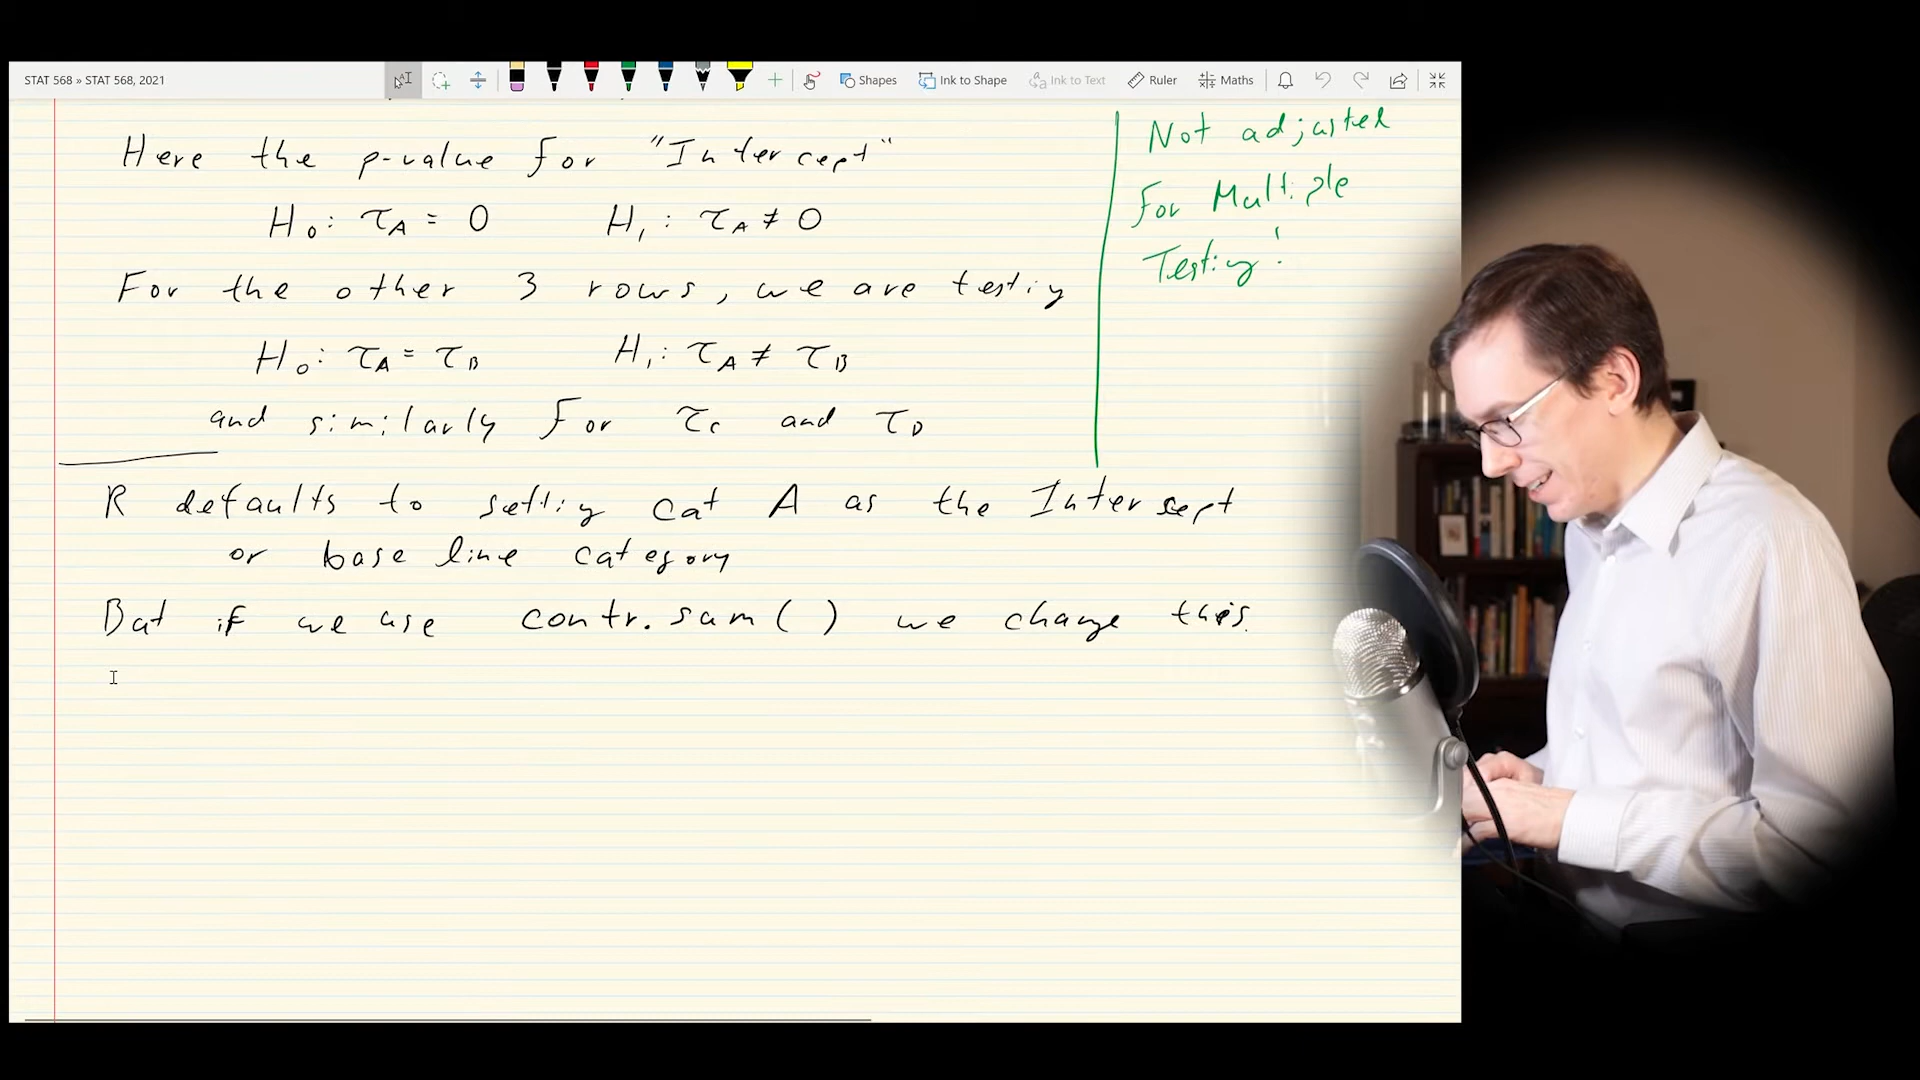 STAT 568 » STAT 568, 2021
Shapes Ink to Shape Ink to Text Ruler Maths
Here the p-value for "Intercept"
H₀: τ_A = 0 H₁: τ_A ≠ 0
For the other 3 rows, we are testing
H₀: τ_A = τ_B H₁: τ_A ≠ τ_B
and similarly for τ_C and τ_D
R defaults to setting cat A as the Intercept
or base line category
But if we use contr.sum( ) we change this.
Not adjusted
for Multiple
Testing!